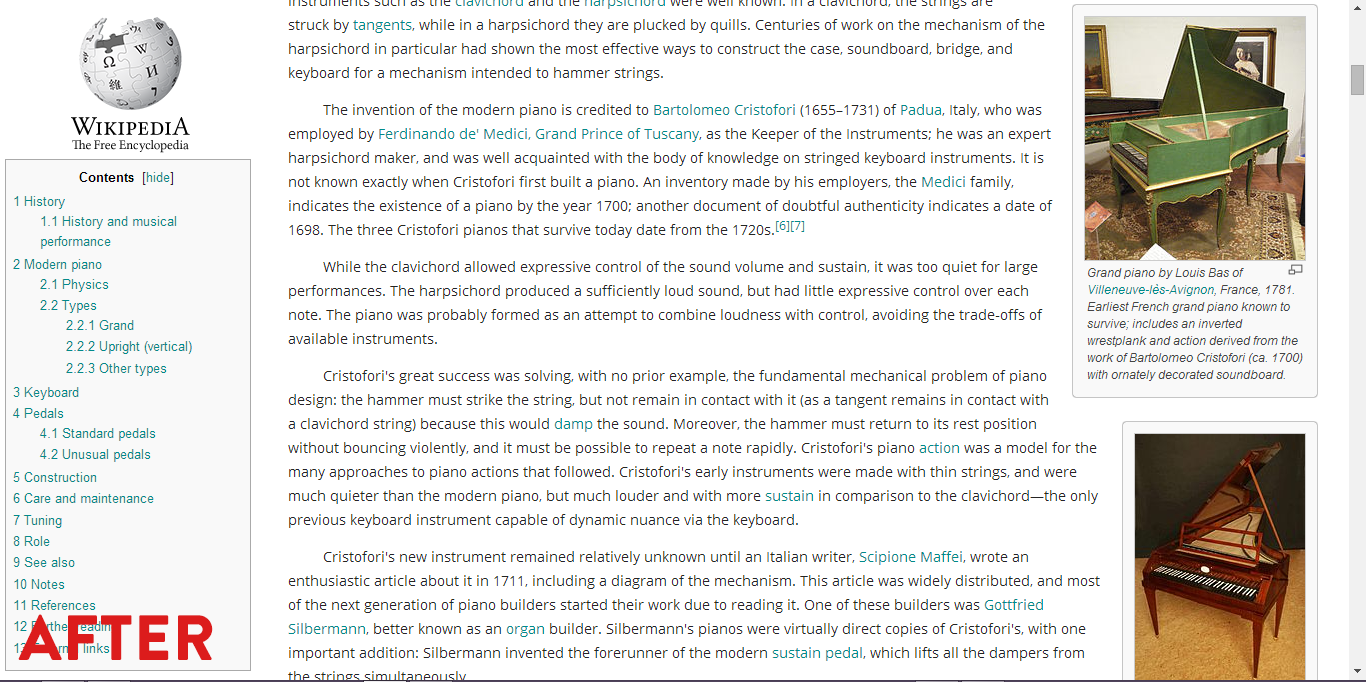 WIKIPEDIA
The Free Encyclopedia
Contents [hide]
1 History
1.1 History and musical
performance
2 Modern piano
2.1 Physics
2.2 Types
2.2.1 Grand
2.2.2 Upright (vertical)
2.2.3 Other types
3 Keyboard
4 Pedals
4.1 Standard pedals
4.2 Unusual pedals
5 Construction
6 Care and maintenance
7 Tuning
8 Role
9 See also
10 Notes
11 References
12
links
AFTER
instruments such as the clavichord and the harpsichord were well known. In a clavichord, the strings are
struck by tangents, while in a harpsichord they are plucked by quills. Centuries of work on the mechanism of the
harpsichord in particular had shown the most effective ways to construct the case, soundboard, bridge, and
keyboard for a mechanism intended to hammer strings.
The invention of the modern piano is credited to Bartolomeo Cristofori (1655–1731) of Padua, Italy, who was
employed by Ferdinando de' Medici, Grand Prince of Tuscany, as the Keeper of the Instruments; he was an expert
harpsichord maker, and was well acquainted with the body of knowledge on stringed keyboard instruments. It is
not known exactly when Cristofori first built a piano. An inventory made by his employers, the Medici family,
indicates the existence of a piano by the year 1700; another document of doubtful authenticity indicates a date of
1698. The three Cristofori pianos that survive today date from the 1720s.[6][7]
While the clavichord allowed expressive control of the sound volume and sustain, it was too quiet for large
performances. The harpsichord produced a sufficiently loud sound, but had little expressive control over each
note. The piano was probably formed as an attempt to combine loudness with control, avoiding the trade-offs of
available instruments.
Cristofori's great success was solving, with no prior example, the fundamental mechanical problem of piano
design: the hammer must strike the string, but not remain in contact with it (as a tangent remains in contact with
a clavichord string) because this would damp the sound. Moreover, the hammer must return to its rest position
without bouncing violently, and it must be possible to repeat a note rapidly. Cristofori's piano action was a model for the
many approaches to piano actions that followed. Cristofori's early instruments were made with thin strings, and were
much quieter than the modern piano, but much louder and with more sustain in comparison to the clavichord—the only
previous keyboard instrument capable of dynamic nuance via the keyboard.
Cristofori's new instrument remained relatively unknown until an Italian writer, Scipione Maffei, wrote an
enthusiastic article about it in 1711, including a diagram of the mechanism. This article was widely distributed, and most
of the next generation of piano builders started their work due to reading it. One of these builders was Gottfried
Silbermann, better known as an organ builder. Silbermann's pianos were virtually direct copies of Cristofori's, with one
important addition: Silbermann invented the forerunner of the modern sustain pedal, which lifts all the dampers from
the strings simultaneously.
Grand piano by Louis Bas of
Villeneuve-lès-Avignon, France, 1781.
Earliest French grand piano known to
survive; includes an inverted
wrestplank and action derived from the
work of Bartolomeo Cristofori (ca. 1700)
with ornately decorated soundboard.